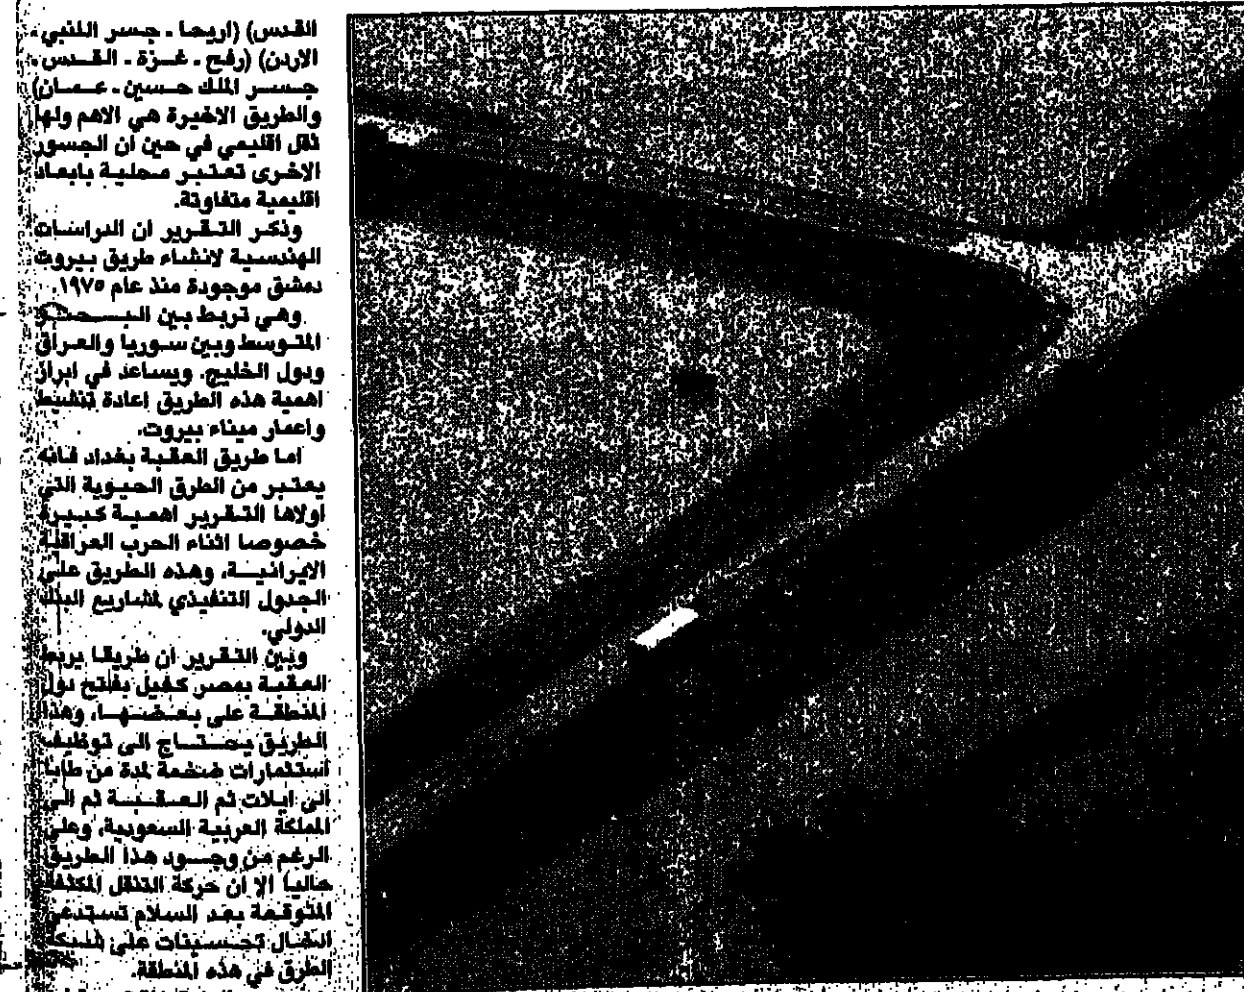 القدس) (اريحا - جسر اللنبي -
الاردن) (رفح - غزة - القدس -
جسر الملك حسين - عمان)
والطريق الاخيرة هي الاهم ولها
ثقل اقليمي في حين ان الجسور
الاخرى تعتبر محلية بابعاد
اقليمية متفاوتة.
وذكر التقرير ان الدراسات
الهندسية لانشاء طريق بيروت
دمشق موجودة منذ عام ١٩٧٥.
وهي تربط بين البحر
المتوسط وبين سوريا والعراق
ودول الخليج. ويساعد في ابراز
اهمية هذه الطريق اعادة تنشيط
واعمار ميناء بيروت.
اما طريق العقبة بغداد فانه
يعتبر من الطرق الحيوية التي
اولاها التقرير اهمية كبيرة
خصوصا اثناء الحرب العراقية
الايرانية، وهذه الطريق على
الجدول التنفيذي لمشاريع البنك
الدولي.
وبين التقرير ان طريقا يربط
العقبة بمصر كفيل بفتح دول
المنطقة على بعضها، وهذا
الطريق يحتاج الى توظيف
استثمارات ضخمة لمدة من طابا
الى ايلات ثم العقبة ثم الى
المملكة العربية السعودية، وعلى
الرغم من وجود هذا الطريق
حاليا الا ان حركة التنقل المكثفة
المتوقعة بعد السلام تستدعي
ادخال تحسينات على شبكة
الطرق في هذه المنطقة.